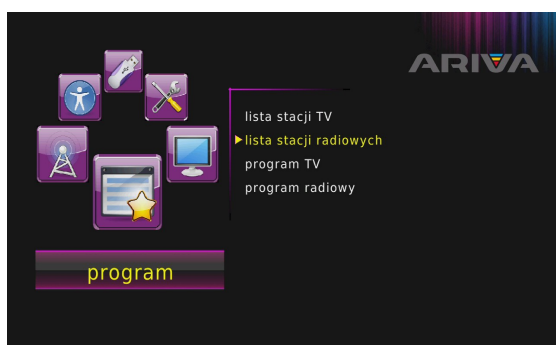 ARIVA
lista stacji TV
lista stacji radiowych
program TV
program radiowy
program